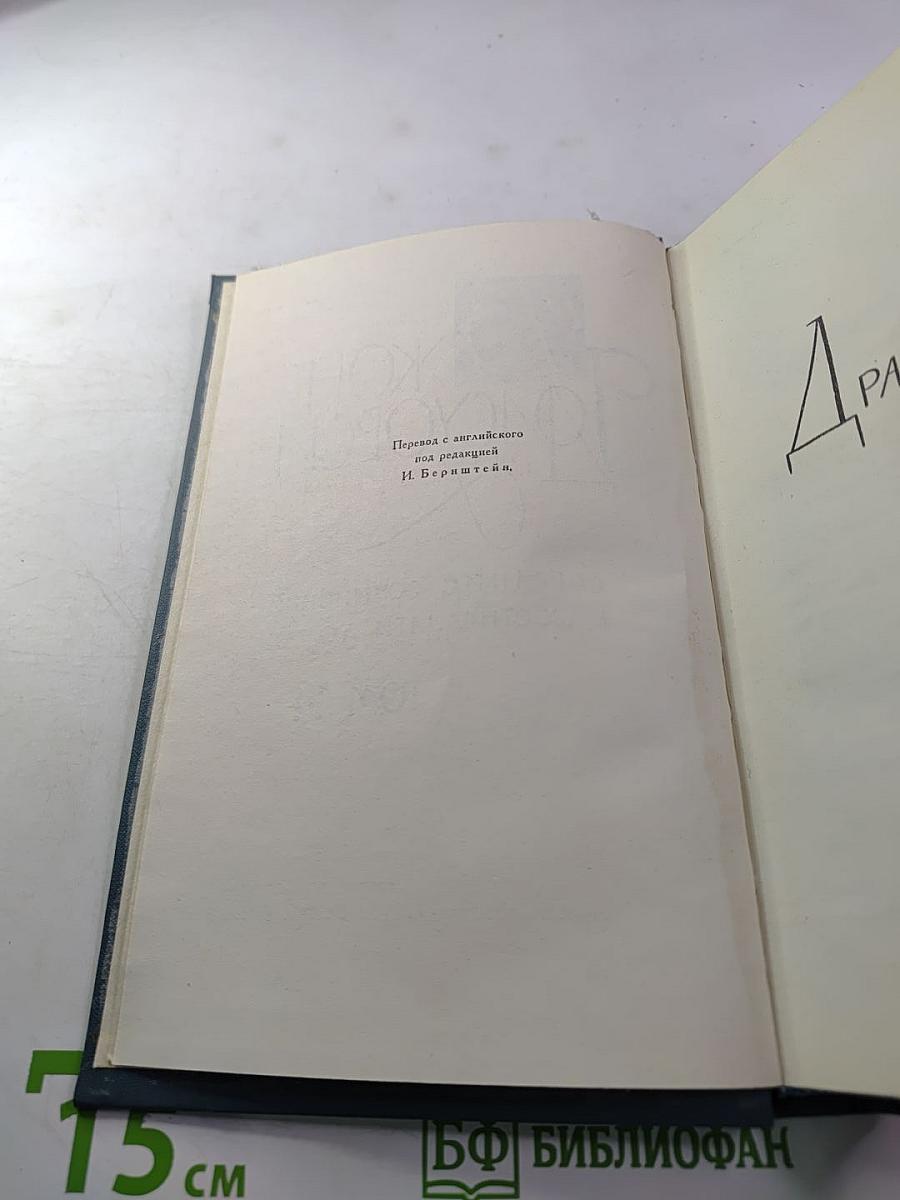 Перевод с английского
под редакцией
И. Бернштейн.
ДРА
15 см
БФ БИБЛИОФАН